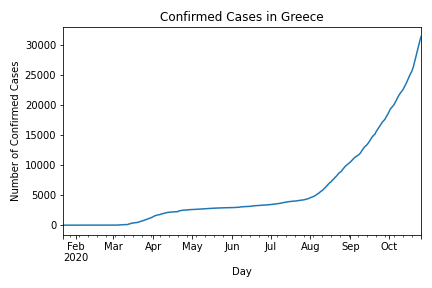 Confirmed Cases in Greece
Number of Confirmed Cases
30000
25000
20000
15000
10000
5000
0
Feb Mar Apr May Jun Jul Aug Sep Oct
2020
Day